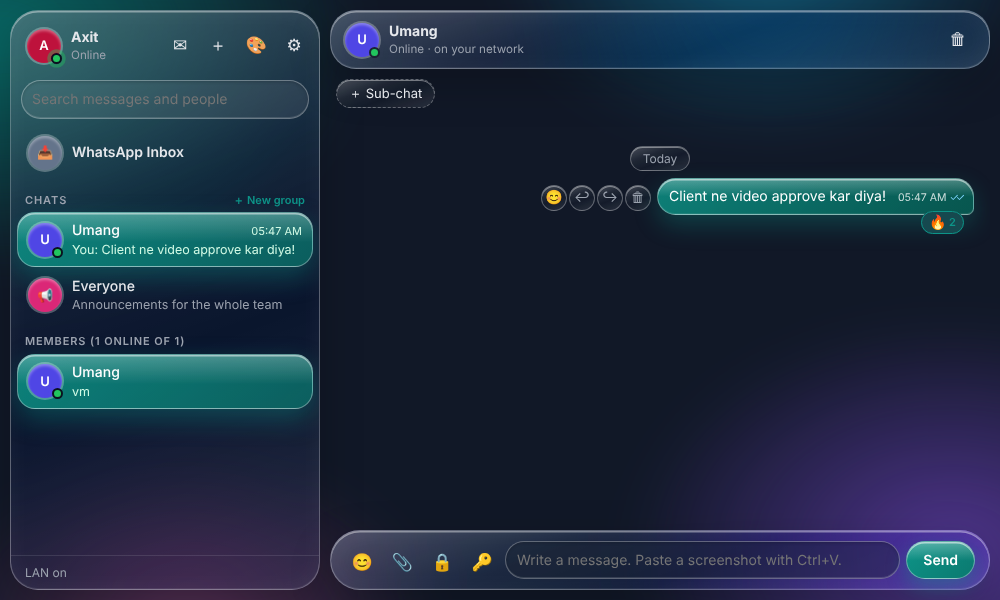 A
Axit
Online
Search messages and people
WhatsApp Inbox
CHATS
+ New group
U
Umang
05:47 AM
You: Client ne video approve kar diya!
Everyone
Announcements for the whole team
MEMBERS (1 ONLINE OF 1)
U
Umang
vm
LAN on
U
Umang
Online · on your network
+ Sub-chat
Today
Client ne video approve kar diya! 05:47 AM
🔥 2
Write a message. Paste a screenshot with Ctrl+V.
Send